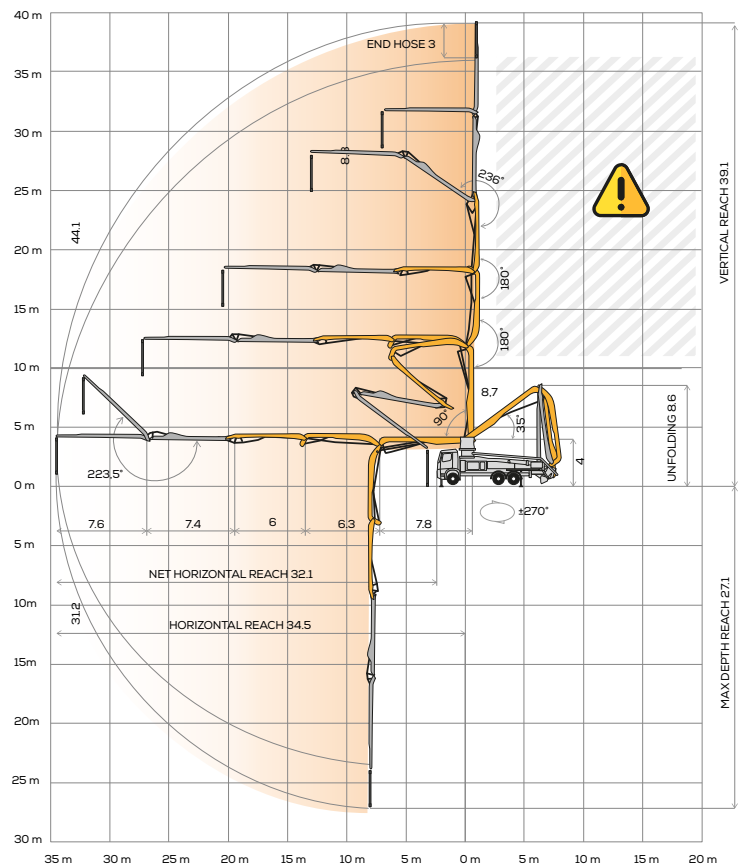 40 m
END HOSE 3
35 m
30 m
8.8
236°
25 m
44.1
VERTICAL REACH 39.1
20 m
180°
15 m
180°
10 m
8,7
90°
35°
UNFOLDING 8.6
5 m
4
223,5°
0 m
±270°
7.6
7.4
6
6.3
7.8
5 m
NET HORIZONTAL REACH 32.1
10m
31.2
HORIZONTAL REACH 34.5
MAX DEPTH REACH 27.1
15 m
20 m
25 m
30 m
35 m
30 m
25 m
20 m
15 m
10 m
5 m
0 m
5 m
10 m
15 m
20 m